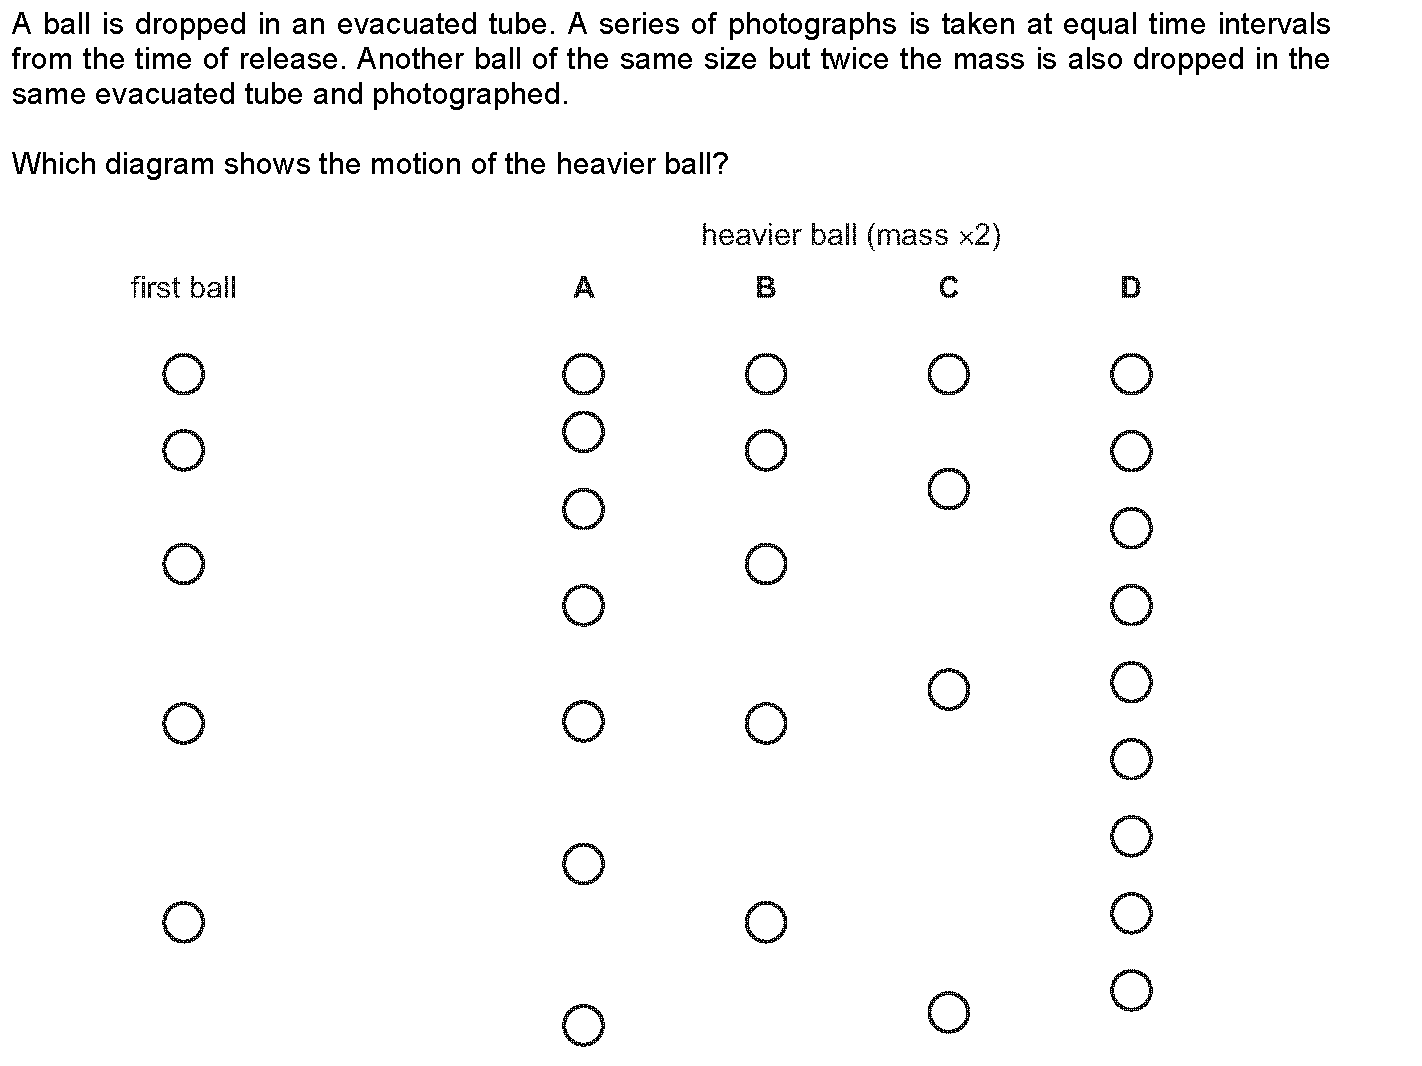 A ball is dropped in an evacuated tube. A series of photographs is taken at equal time intervals
from the time of release. Another ball of the same size but twice the mass is also dropped in the
same evacuated tube and photographed.
Which diagram shows the motion of the heavier ball?
heavier ball (mass ×2)
first ball A B C D